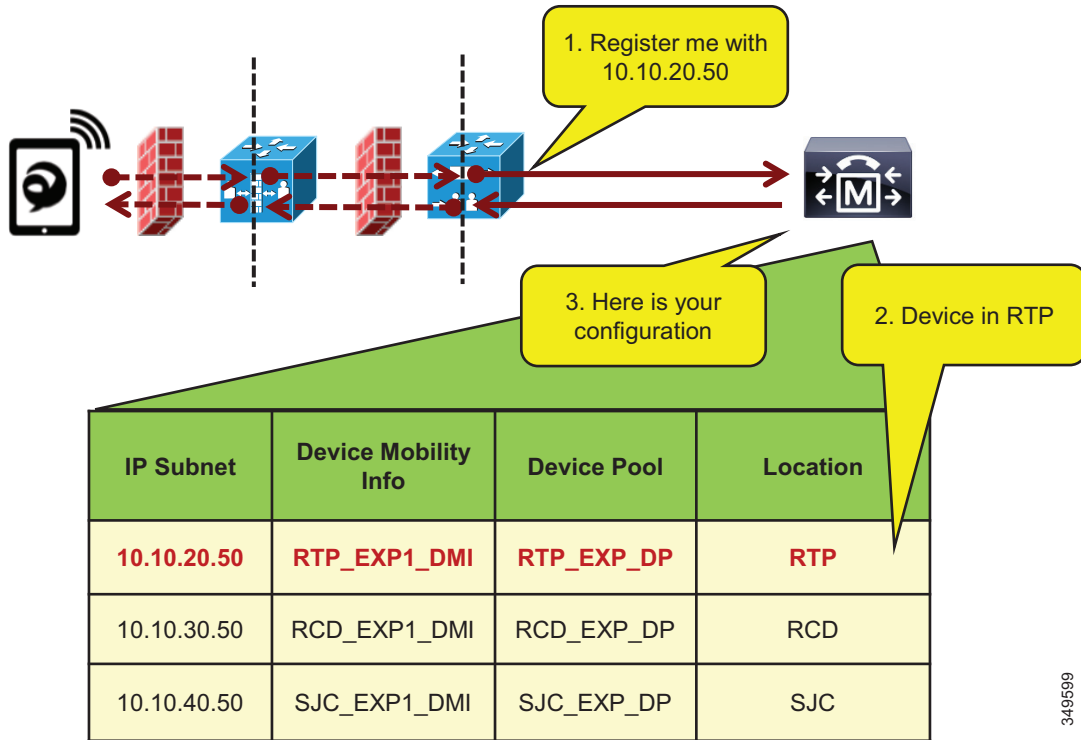 1. Register me with
10.10.20.50
M
3. Here is your
configuration
2. Device in RTP
IP Subnet
Device Mobility
Info
Device Pool
Location
10.10.20.50
RTP_EXP1_DMI
RTP_EXP_DP
RTP
10.10.30.50
RCD_EXP1_DMI
RCD_EXP_DP
RCD
10.10.40.50
SJC_EXP1_DMI
SJC_EXP_DP
SJC
349599